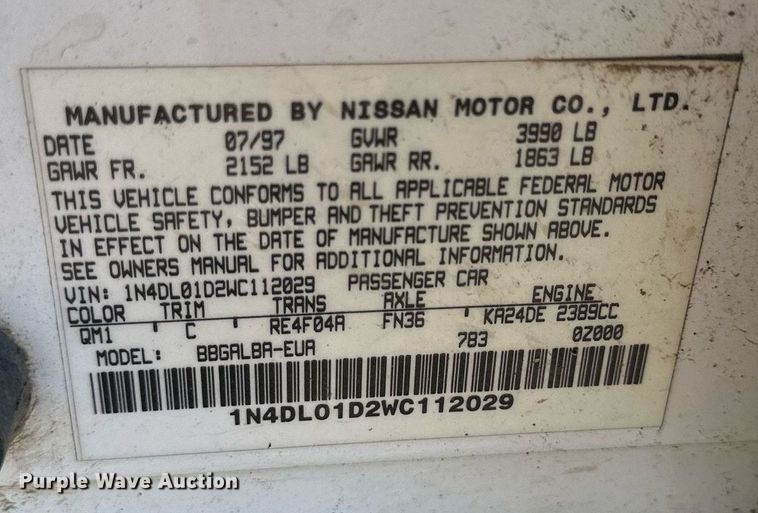 MANUFACTURED BY NISSAN MOTOR CO., LTD.
DATE 07/97 GVWR 3990 LB
GAWR FR. 2152 LB GAWR RR. 1863 LB
THIS VEHICLE CONFORMS TO ALL APPLICABLE FEDERAL MOTOR
VEHICLE SAFETY, BUMPER AND THEFT PREVENTION STANDARDS
IN EFFECT ON THE DATE OF MANUFACTURE SHOWN ABOVE.
SEE OWNERS MANUAL FOR ADDITIONAL INFORMATION.
VIN: 1N4DL01D2WC112029 PASSENGER CAR
COLOR TRIM TRANS AXLE ENGINE
QM1 ' C ' RE4F04A ' FN36 ' KA24DE 2389CC
MODEL: BBGALBA-EUA 783 0Z000
1N4DL01D2WC112029
Purple Wave Auction